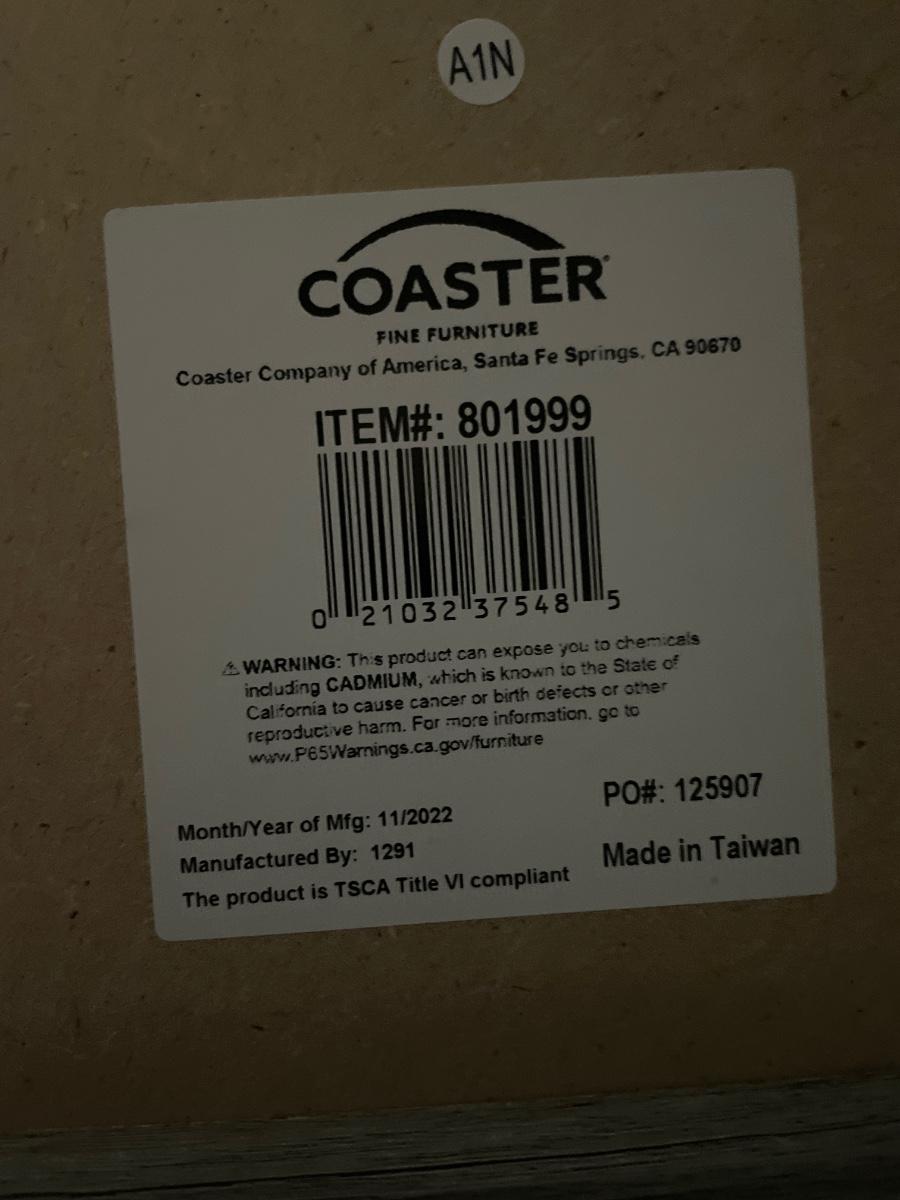 A1N
COASTER®
FINE FURNITURE
Coaster Company of America, Santa Fe Springs, CA 90670
ITEM#: 801999
0 21032 37548 5
⚠ WARNING: This product can expose you to chemicals
including CADMIUM, which is known to the State of
California to cause cancer or birth defects or other
reproductive harm. For more information, go to
www.P65Warnings.ca.gov/furniture
PO#: 125907
Month/Year of Mfg: 11/2022
Manufactured By: 1291
Made in Taiwan
The product is TSCA Title VI compliant